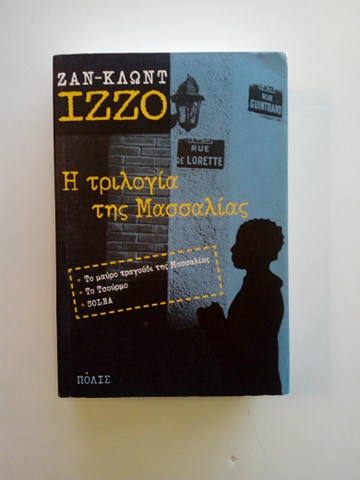 ΖΑΝ-ΚΛΩΝΤ
ΙΖΖΟ
RUE
GUINTRAND
RUE
DE LORETTE
Η τριλογία
της Μασσαλίας
Το μαύρο τραγούδι της Μασσαλίας
Το Τσούρμο
SOLEA
ΠΟΛΙΣ